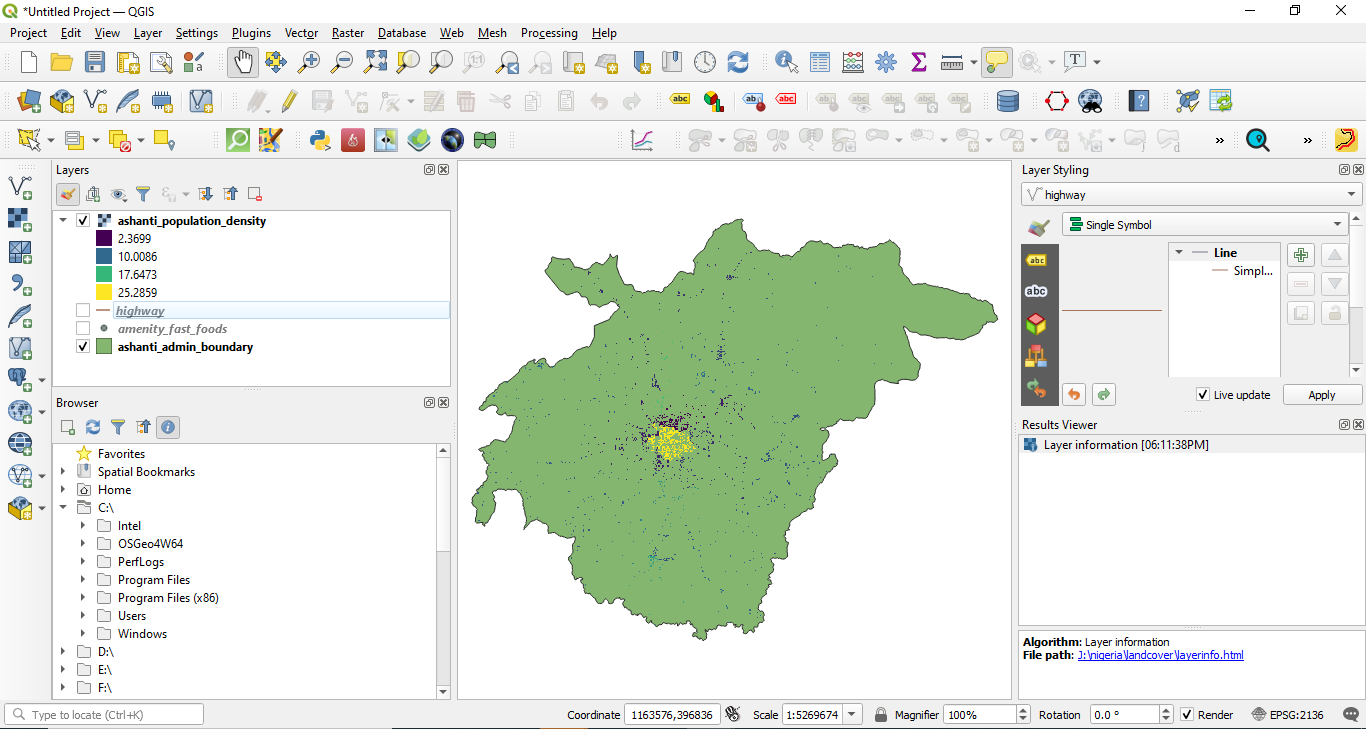 *Untitled Project — QGIS
Project Edit View Layer Settings Plugins Vector Raster Database Web Mesh Processing Help
Layers
ashanti_population_density
2.3699
10.0086
17.6473
25.2859
highway
amenity_fast_foods
ashanti_admin_boundary
Browser
Favorites
Spatial Bookmarks
Home
C:\
Intel
OSGeo4W64
PerfLogs
Program Files
Program Files (x86)
Users
Windows
D:\
E:\
F:\
Layer Styling
highway
Single Symbol
abc
abc
Line
Simpl...
Live update
Apply
Results Viewer
Layer information [06:11:38PM]
Algorithm: Layer information
File path: J:\nigeria\landcover\layerinfo.html
Type to locate (Ctrl+K)
Coordinate 1163576,396836 Scale 1:5269674 Magnifier 100% Rotation 0.0 ° Render EPSG:2136